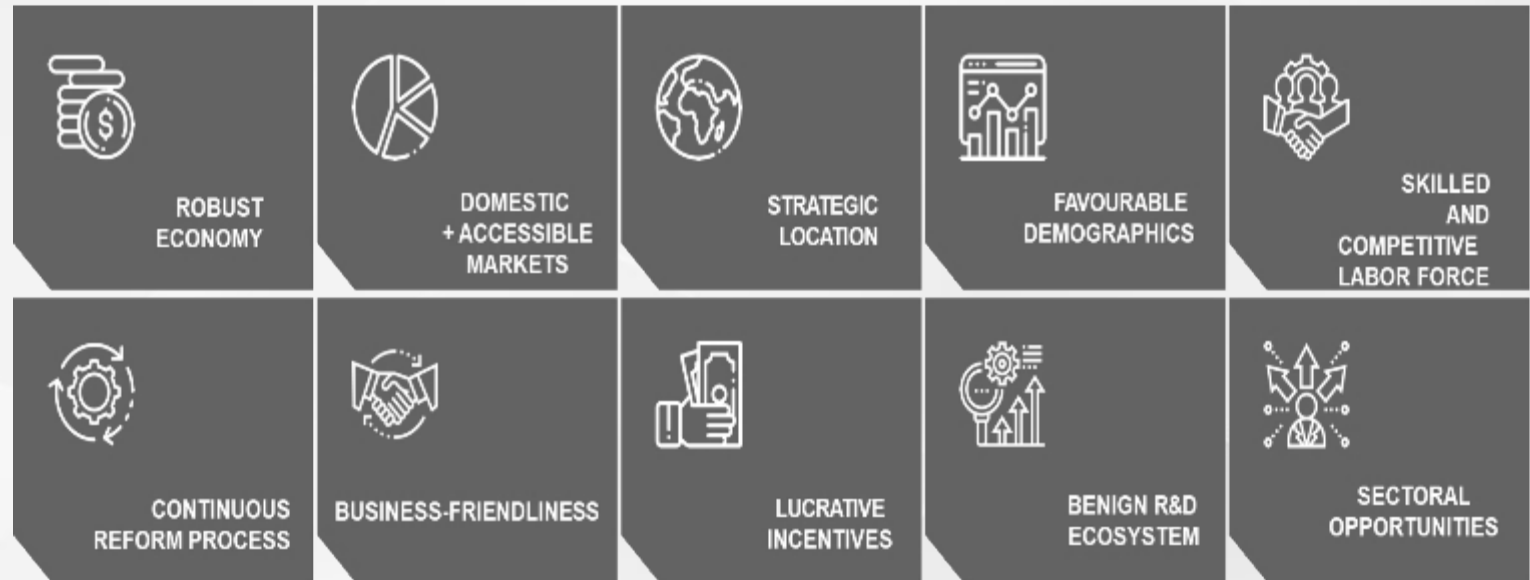 ROBUST
ECONOMY
DOMESTIC
+ ACCESSIBLE
MARKETS
STRATEGIC
LOCATION
FAVOURABLE
DEMOGRAPHICS
SKILLED
AND
COMPETITIVE
LABOR FORCE
CONTINUOUS
REFORM PROCESS
BUSINESS-FRIENDLINESS
LUCRATIVE
INCENTIVES
BENIGN R&D
ECOSYSTEM
SECTORAL
OPPORTUNITIES